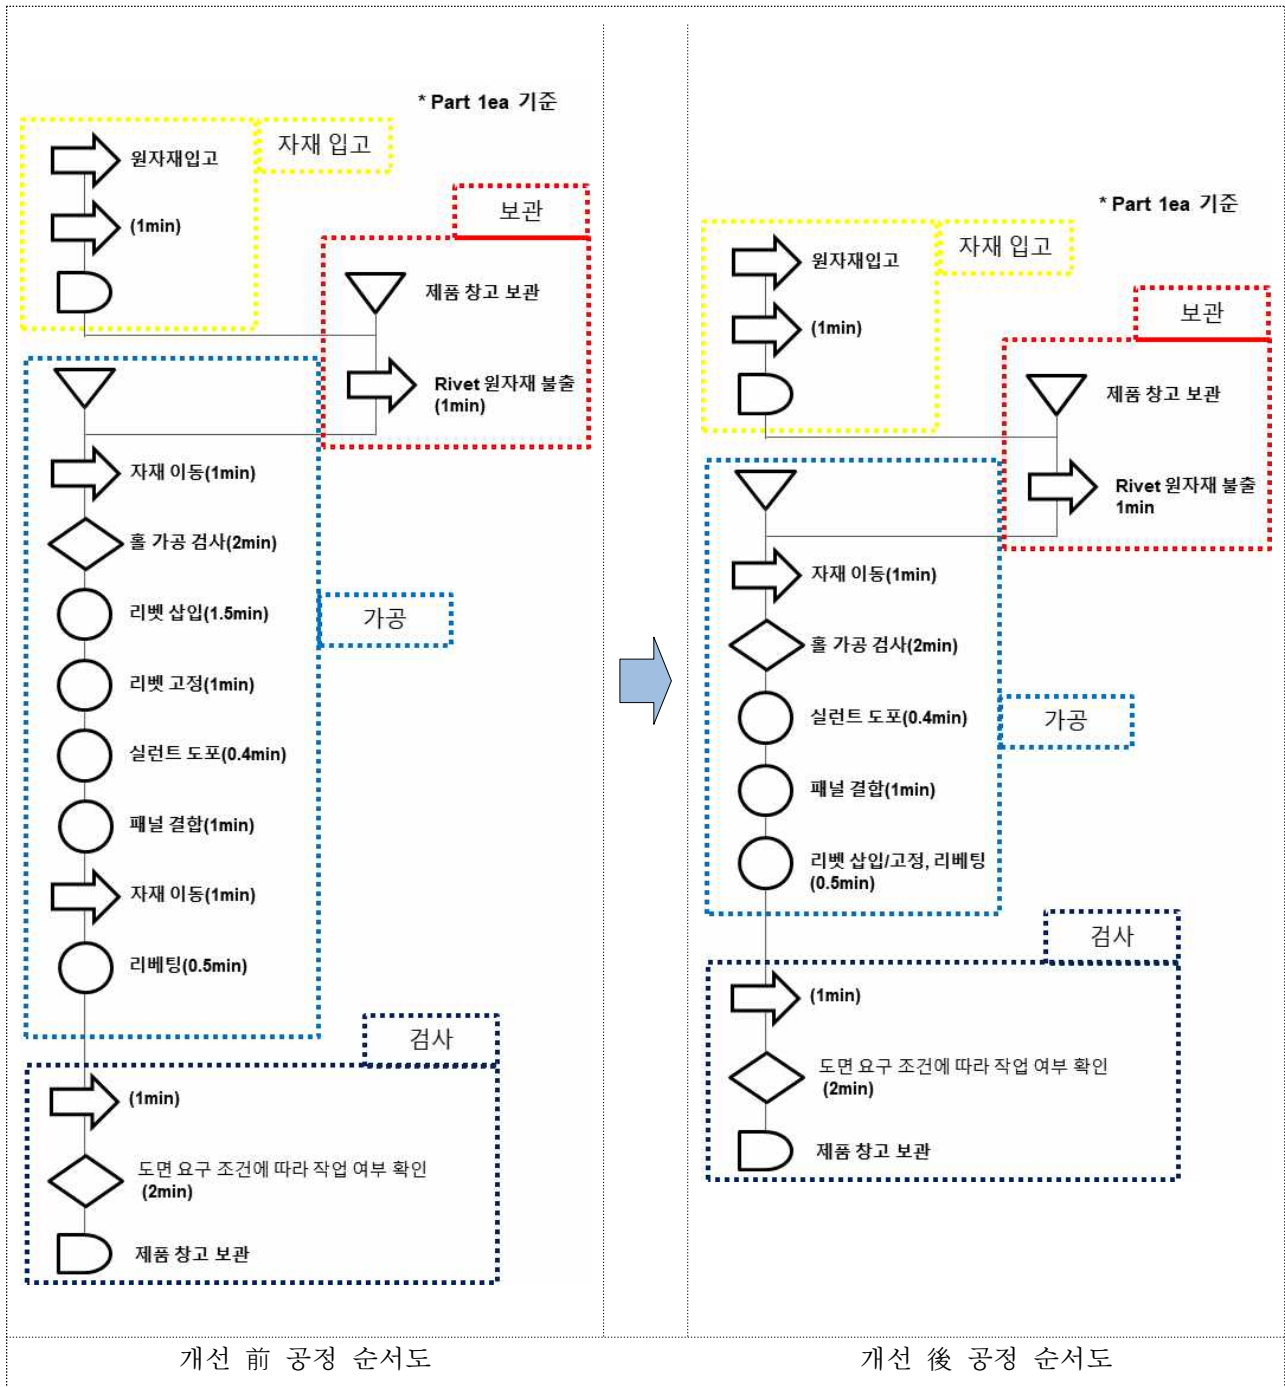 * Part 1ea 기준
자재 입고
원자재입고
(1min)
보관
제품 창고 보관
Rivet 원자재 불출
(1min)
자재 이동(1min)
홀 가공 검사(2min)
리벳 삽입(1.5min)
가공
리벳 고정(1min)
실런트 도포(0.4min)
패널 결합(1min)
자재 이동(1min)
리베팅(0.5min)
검사
(1min)
도면 요구 조건에 따라 작업 여부 확인
(2min)
제품 창고 보관
개선 前 공정 순서도
* Part 1ea 기준
자재 입고
원자재입고
(1min)
보관
제품 창고 보관
Rivet 원자재 불출
1min
자재 이동(1min)
홀 가공 검사(2min)
실런트 도포(0.4min)
가공
패널 결합(1min)
리벳 삽입/고정, 리베팅
(0.5min)
검사
(1min)
도면 요구 조건에 따라 작업 여부 확인
(2min)
제품 창고 보관
개선 後 공정 순서도